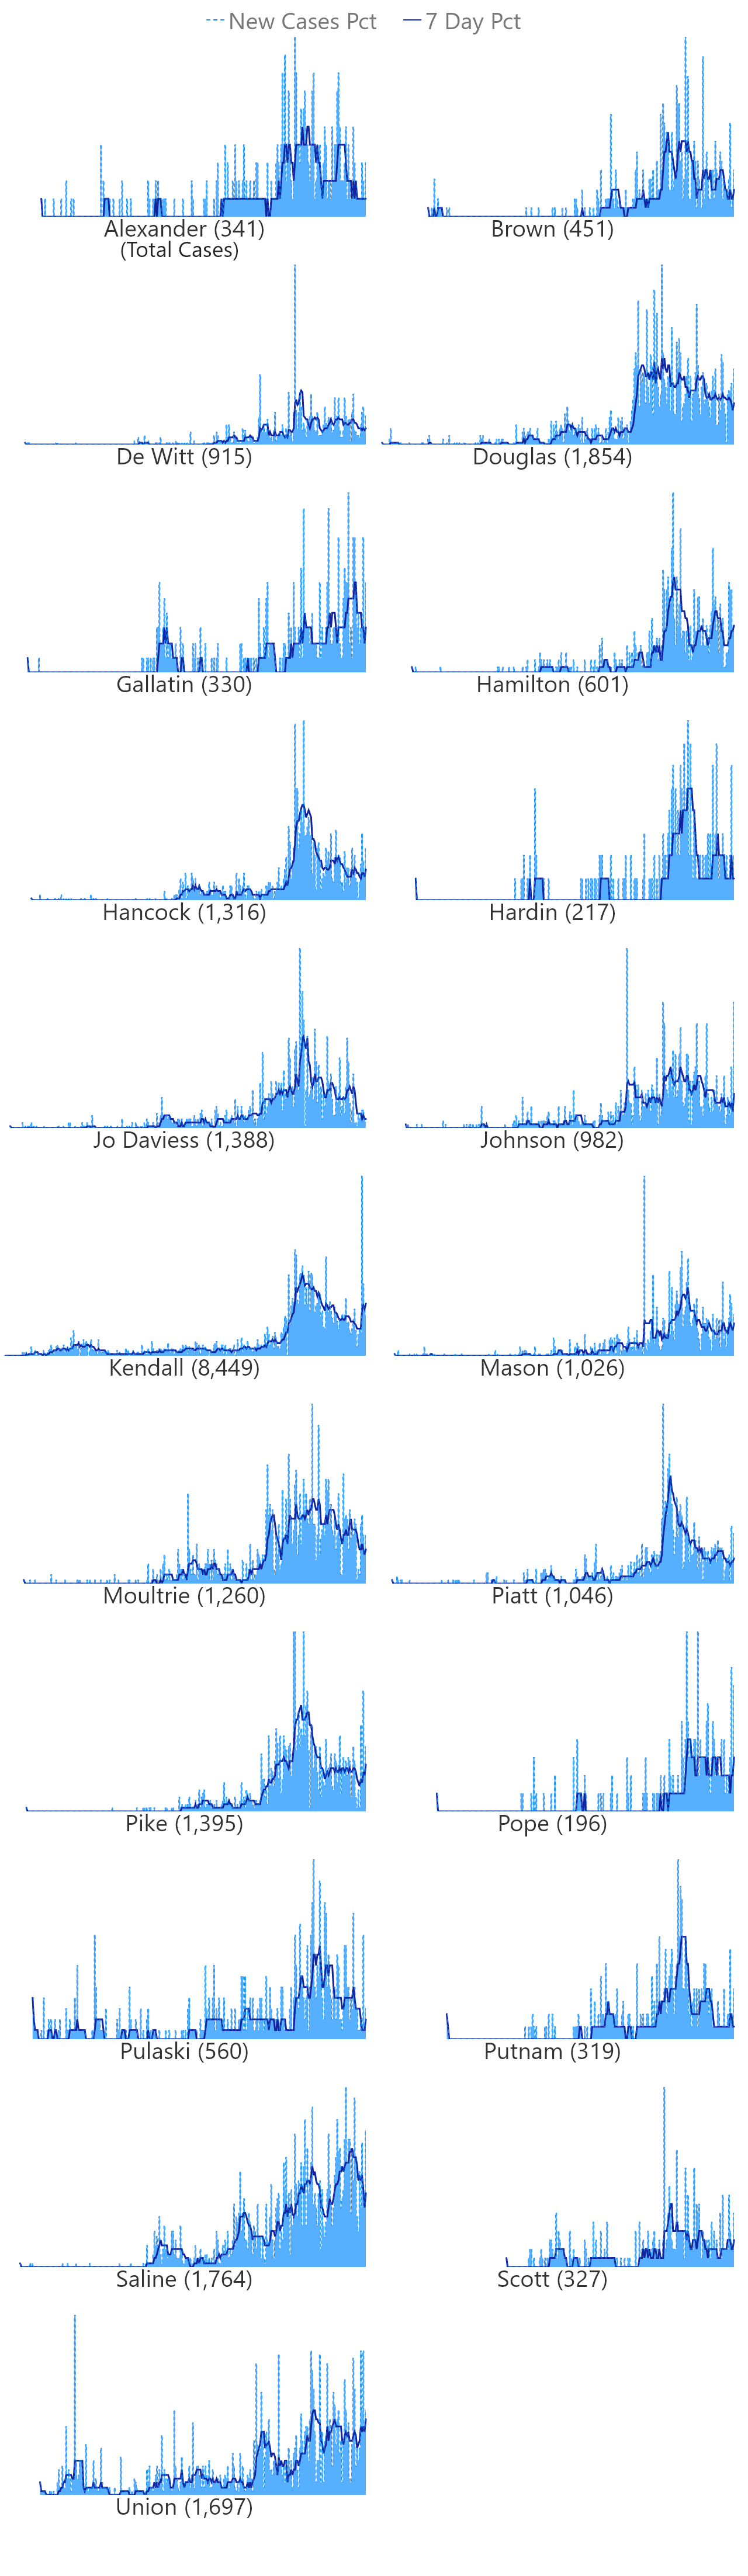 New Cases Pct 7 Day Pct
Alexander (341) Brown (451)
(Total Cases)
De Witt (915) Douglas (1,854)
Gallatin (330) Hamilton (601)
Hancock (1,316) Hardin (217)
Jo Daviess (1,388) Johnson (982)
Kendall (8,449) Mason (1,026)
Moultrie (1,260) Piatt (1,046)
Pike (1,395) Pope (196)
Pulaski (560) Putnam (319)
Saline (1,764) Scott (327)
Union (1,697)